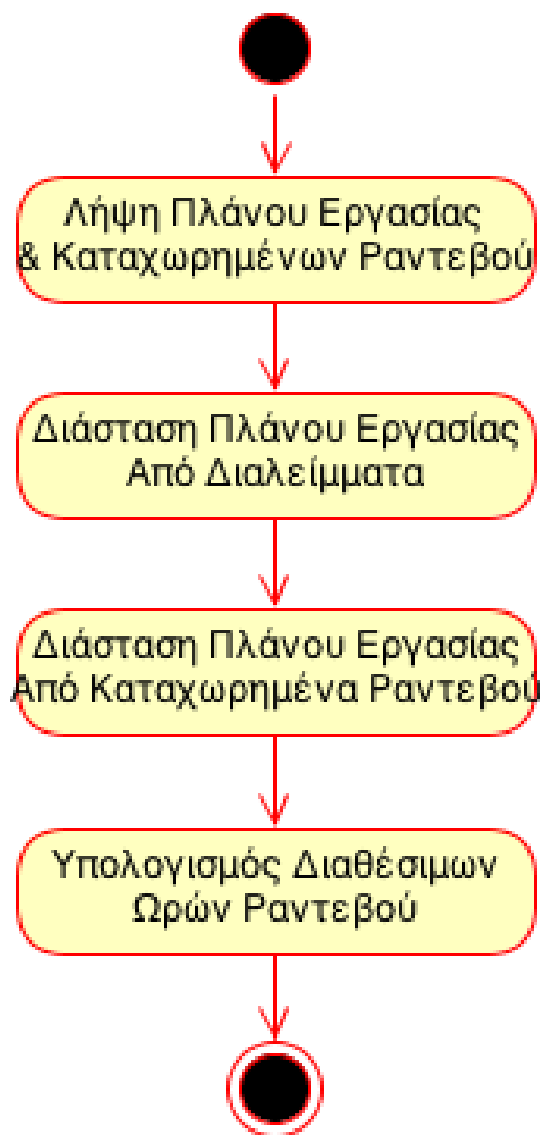 Λήψη Πλάνου Εργασίας
& Καταχωρημένων Ραντεβού
Διάσταση Πλάνου Εργασίας
Από Διαλείμματα
Διάσταση Πλάνου Εργασίας
Από Καταχωρημένα Ραντεβού
Υπολογισμός Διαθέσιμων
Ωρών Ραντεβού